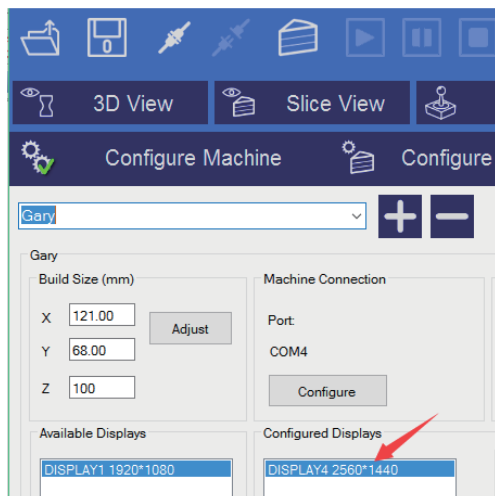 3D View
Slice View
Configure Machine
Configure
Gary
Gary
Build Size (mm)
Machine Connection
X 121.00
Adjust
Port:
Y 68.00
COM4
Z 100
Configure
Available Displays
Configured Displays
DISPLAY1 1920*1080
DISPLAY4 2560*1440